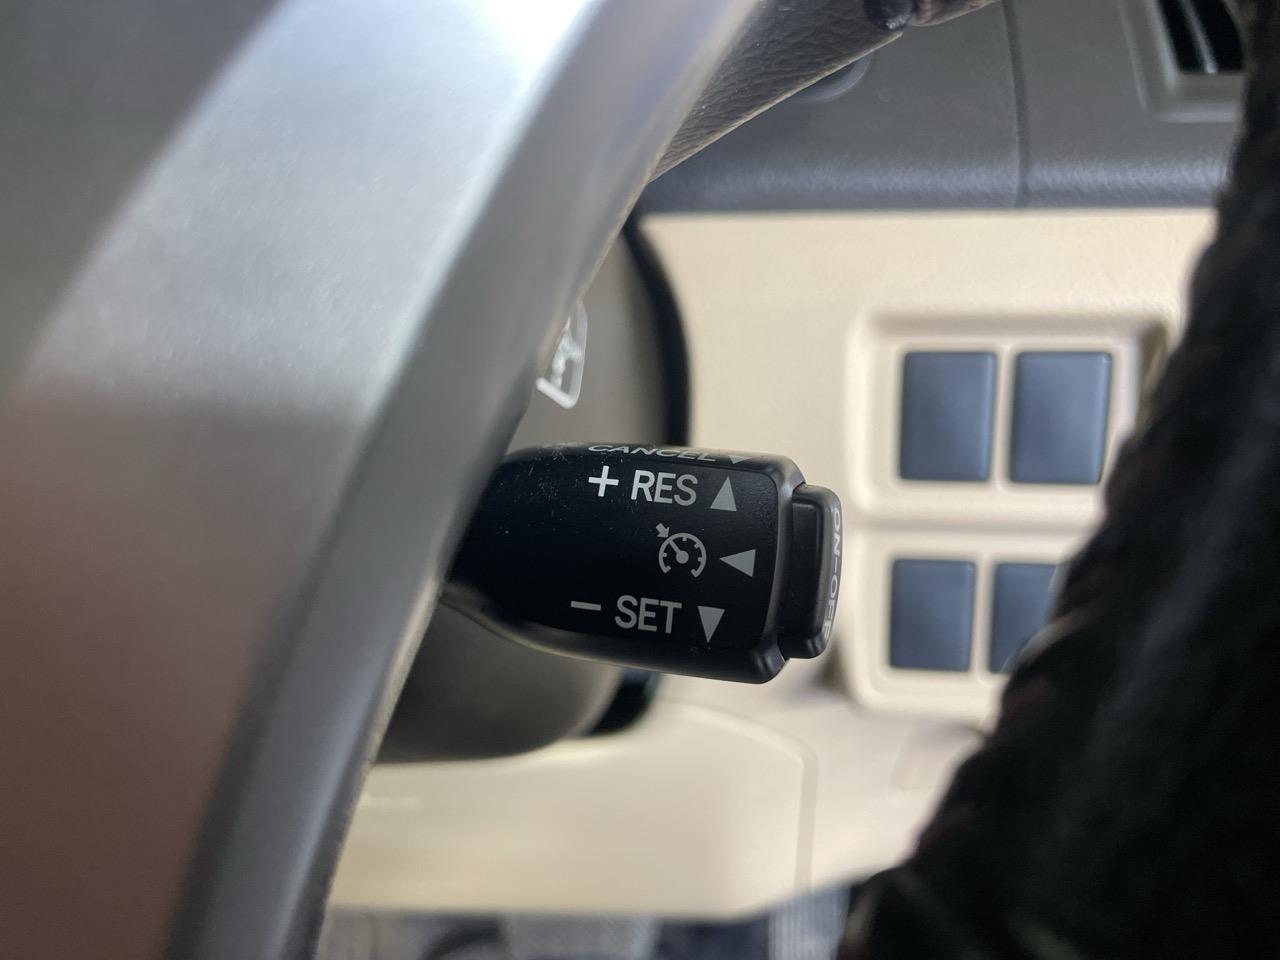 CANCEL
+ RES
− SET
ON-OFF